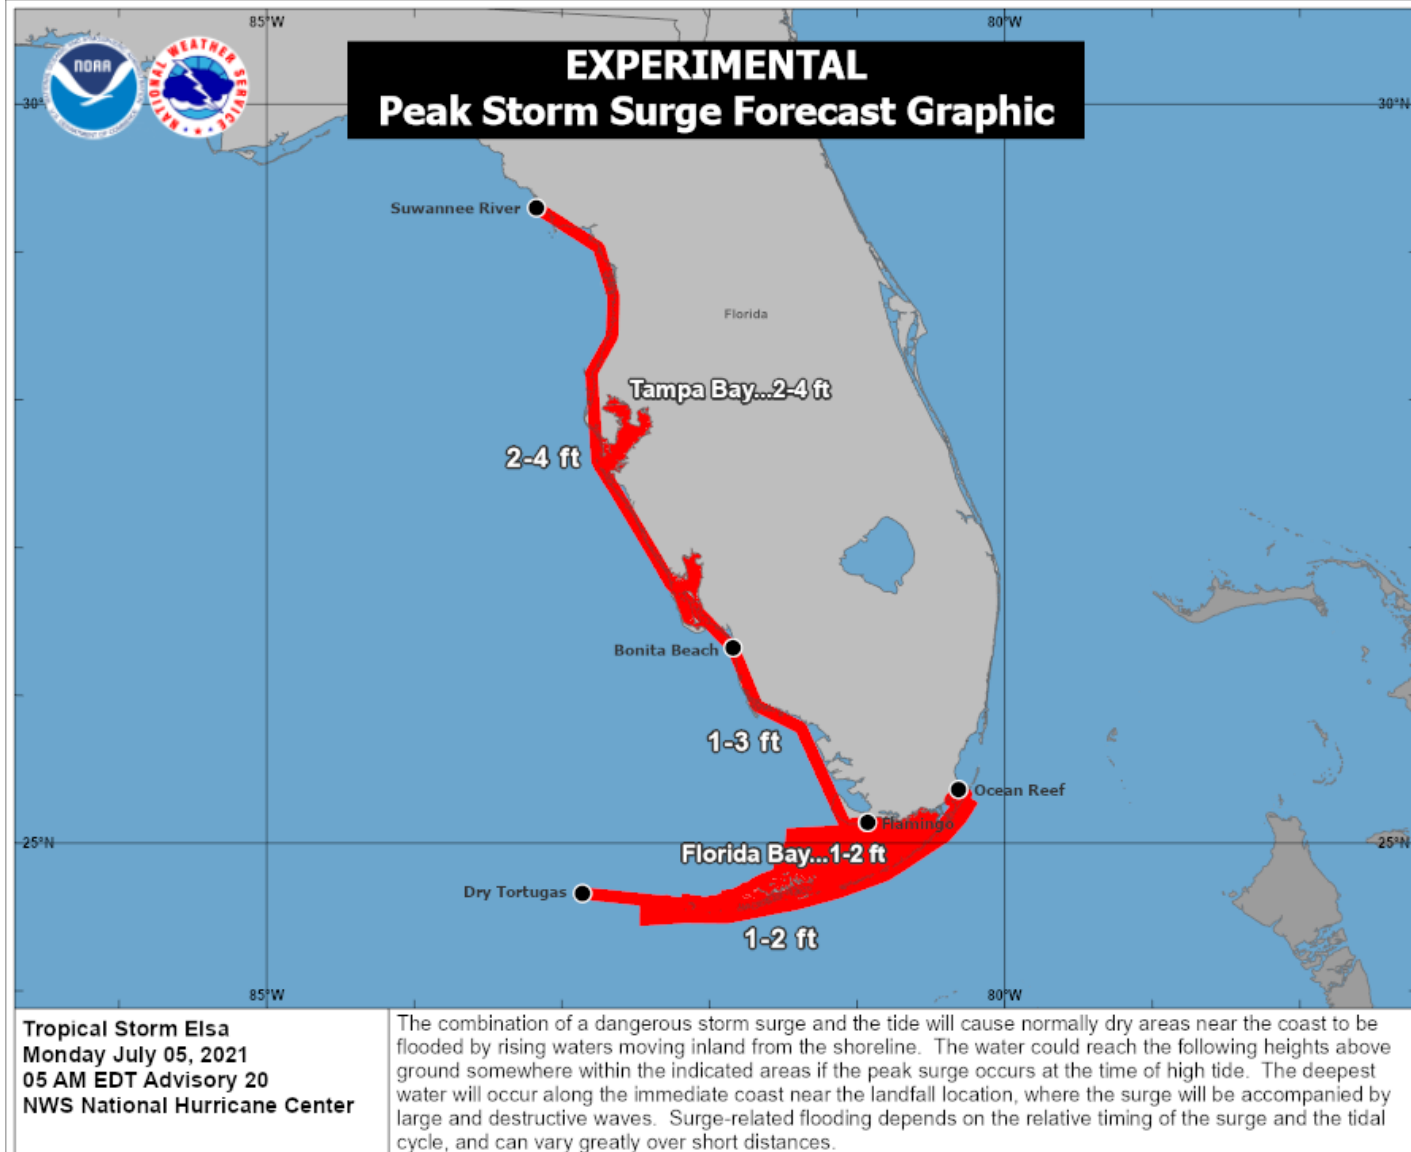 85°W
80°W
NOAA
NATIONAL WEATHER SERVICE
EXPERIMENTAL
Peak Storm Surge Forecast Graphic
30°
30°N
Suwannee River
Florida
Tampa Bay...2-4 ft
2-4 ft
Bonita Beach
1-3 ft
Ocean Reef
Flamingo
25°N
25°N
Florida Bay...1-2 ft
Dry Tortugas
1-2 ft
85°W
80°W
Tropical Storm Elsa
Monday July 05, 2021
05 AM EDT Advisory 20
NWS National Hurricane Center
The combination of a dangerous storm surge and the tide will cause normally dry areas near the coast to be
flooded by rising waters moving inland from the shoreline.  The water could reach the following heights above
ground somewhere within the indicated areas if the peak surge occurs at the time of high tide.  The deepest
water will occur along the immediate coast near the landfall location, where the surge will be accompanied by
large and destructive waves.  Surge-related flooding depends on the relative timing of the surge and the tidal
cycle, and can vary greatly over short distances.